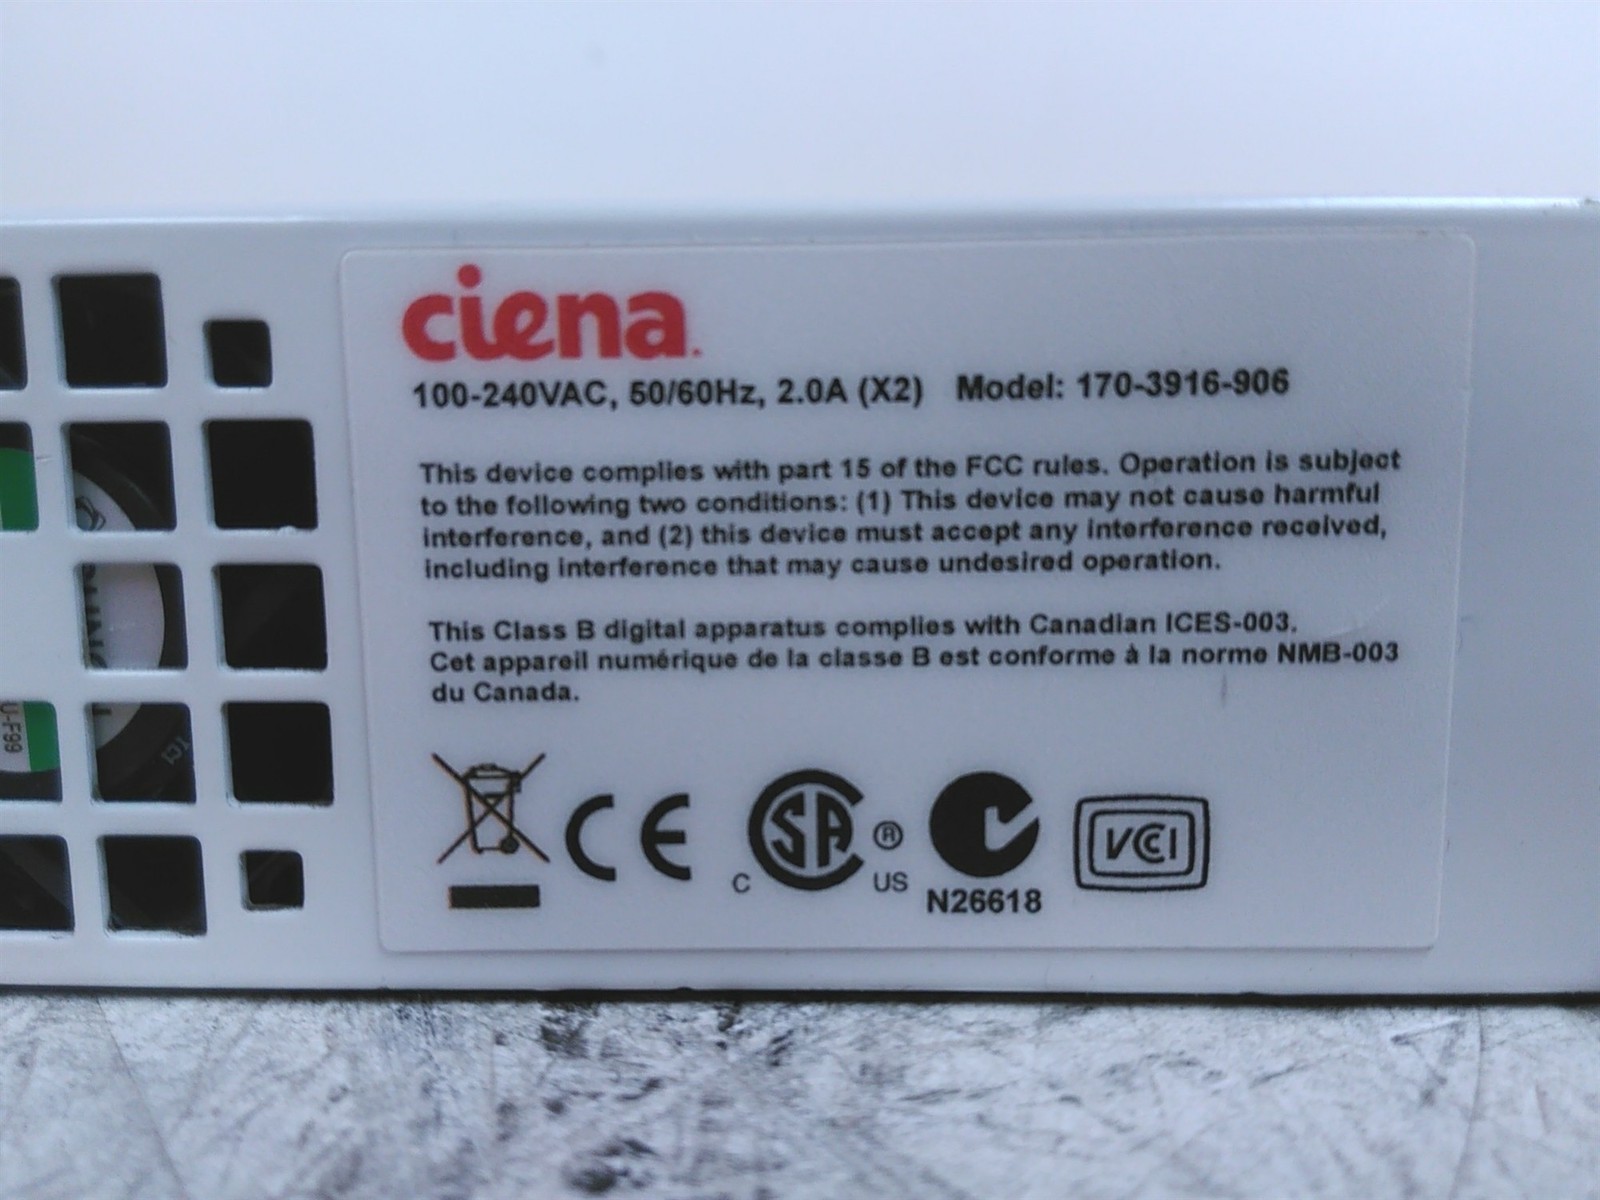 ciena.
100-240VAC, 50/60Hz, 2.0A (X2) Model: 170-3916-906
This device complies with part 15 of the FCC rules. Operation is subject
to the following two conditions: (1) This device may not cause harmful
interference, and (2) this device must accept any interference received,
including interference that may cause undesired operation.
This Class B digital apparatus complies with Canadian ICES-003.
Cet appareil numérique de la classe B est conforme à la norme NMB-003
du Canada.
CE
C SA ® US
N26618
VCCI
U-F99